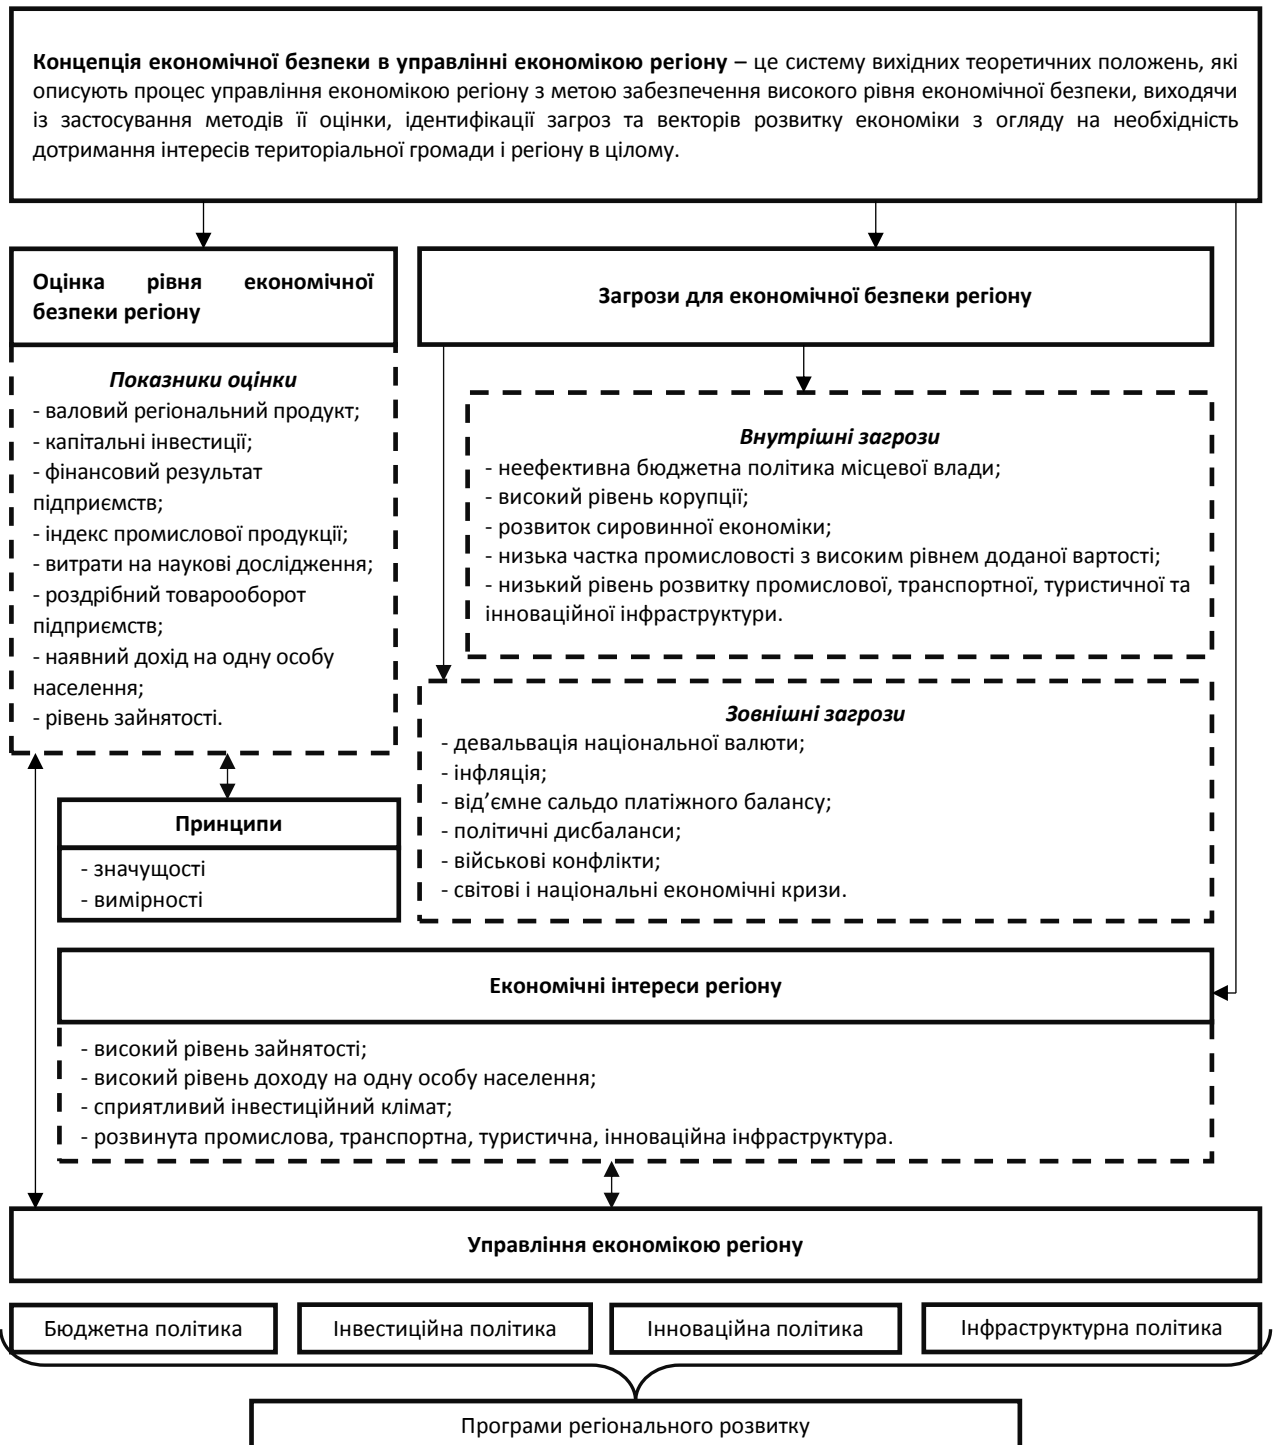 Концепція економічної безпеки в управлінні економікою регіону – це систему вихідних теоретичних положень, які
описують процес управління економікою регіону з метою забезпечення високого рівня економічної безпеки, виходячи
із застосування методів її оцінки, ідентифікації загроз та векторів розвитку економіки з огляду на необхідність
дотримання інтересів територіальної громади і регіону в цілому.
Оцінка рівня економічної
безпеки регіону
Показники оцінки
- валовий регіональний продукт;
- капітальні інвестиції;
- фінансовий результат
підприємств;
- індекс промислової продукції;
- витрати на наукові дослідження;
- роздрібний товарооборот
підприємств;
- наявний дохід на одну особу
населення;
- рівень зайнятості.
Принципи
- значущості
- вимірності
Загрози для економічної безпеки регіону
Внутрішні загрози
- неефективна бюджетна політика місцевої влади;
- високий рівень корупції;
- розвиток сировинної економіки;
- низька частка промисловості з високим рівнем доданої вартості;
- низький рівень розвитку промислової, транспортної, туристичної та
інноваційної інфраструктури.
Зовнішні загрози
- девальвація національної валюти;
- інфляція;
- від’ємне сальдо платіжного балансу;
- політичні дисбаланси;
- військові конфлікти;
- світові і національні економічні кризи.
Економічні інтереси регіону
- високий рівень зайнятості;
- високий рівень доходу на одну особу населення;
- сприятливий інвестиційний клімат;
- розвинута промислова, транспортна, туристична, інноваційна інфраструктура.
Управління економікою регіону
Бюджетна політика
Інвестиційна політика
Інноваційна політика
Інфраструктурна політика
Програми регіонального розвитку